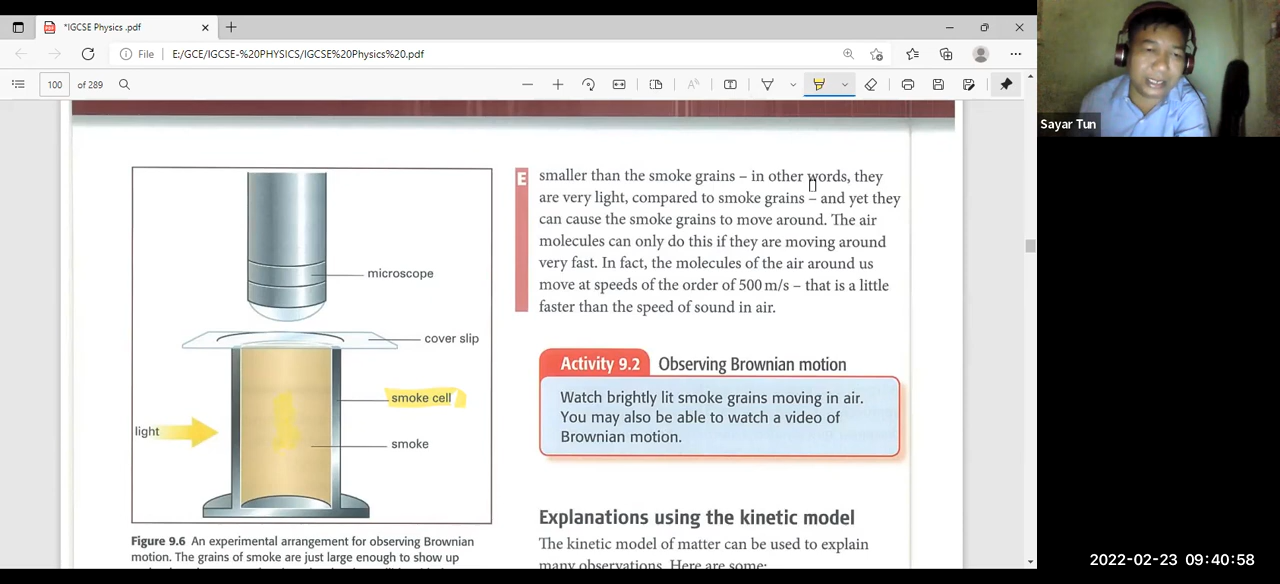 *IGCSE Physics .pdf
File
E:/GCE/IGCSE-%20PHYSICS/IGCSE%20Physics%20.pdf
100 of 289
Sayar Tun
microscope
cover slip
smoke cell
light
smoke
Figure 9.6 An experimental arrangement for observing Brownian
motion. The grains of smoke are just large enough to show up
E
smaller than the smoke grains – in other words, they
are very light, compared to smoke grains – and yet they
can cause the smoke grains to move around. The air
molecules can only do this if they are moving around
very fast. In fact, the molecules of the air around us
move at speeds of the order of 500 m/s – that is a little
faster than the speed of sound in air.
Activity 9.2 Observing Brownian motion
Watch brightly lit smoke grains moving in air.
You may also be able to watch a video of
Brownian motion.
Explanations using the kinetic model
The kinetic model of matter can be used to explain
many observations. Here are some:
2022-02-23 09:40:58